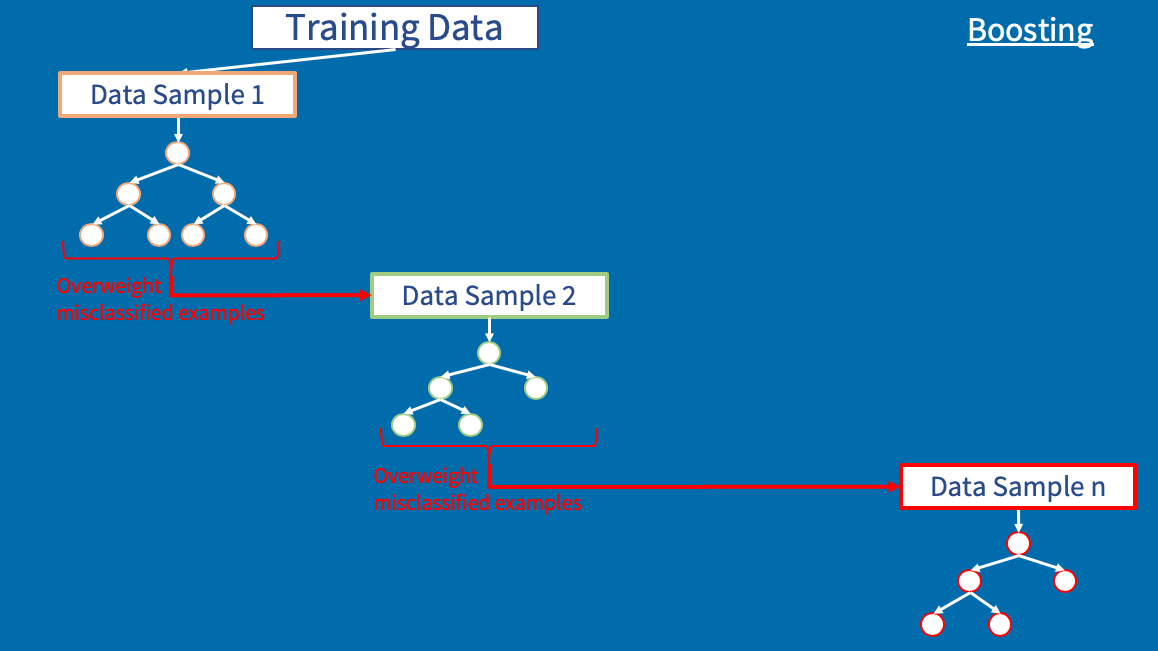 Training Data
Boosting
Data Sample 1
Overweight
misclassified examples
Data Sample 2
Overweight
misclassified examples
Data Sample n